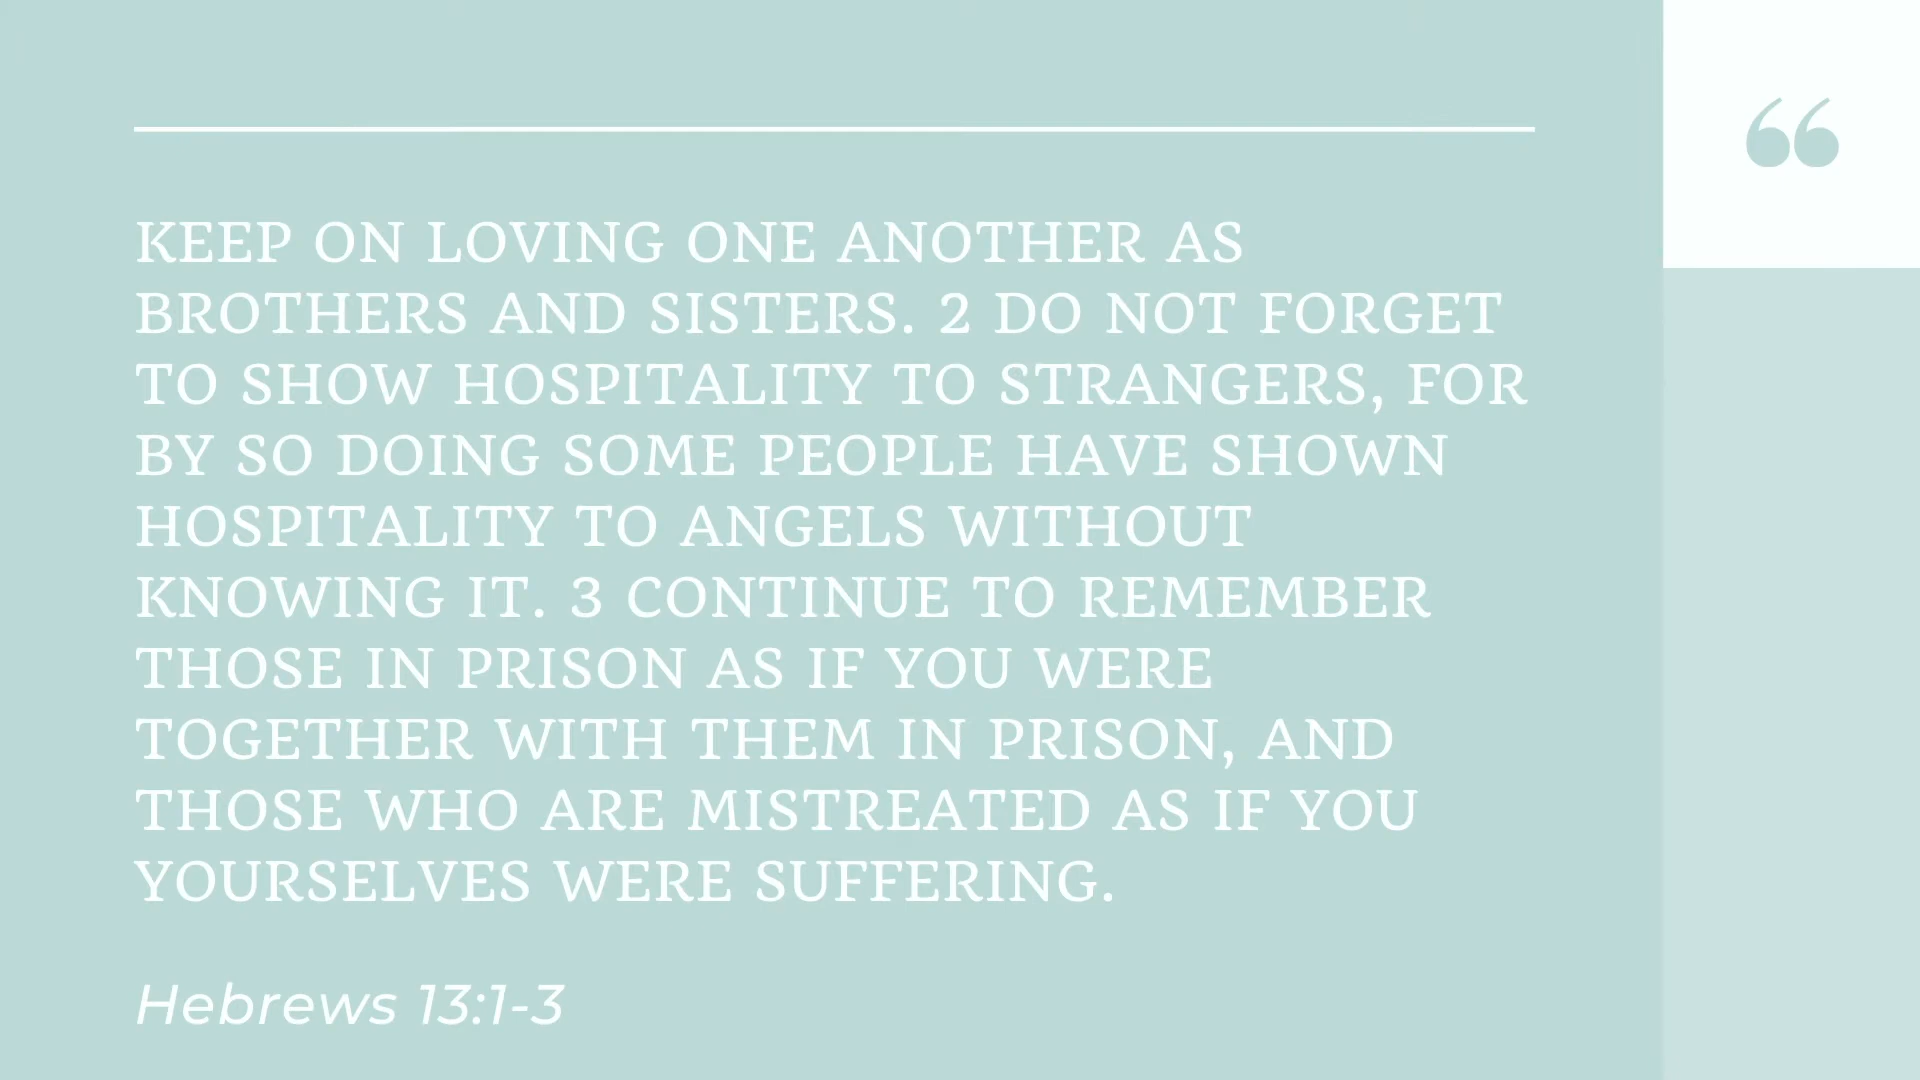 “
KEEP ON LOVING ONE ANOTHER AS
BROTHERS AND SISTERS. 2 DO NOT FORGET
TO SHOW HOSPITALITY TO STRANGERS, FOR
BY SO DOING SOME PEOPLE HAVE SHOWN
HOSPITALITY TO ANGELS WITHOUT
KNOWING IT. 3 CONTINUE TO REMEMBER
THOSE IN PRISON AS IF YOU WERE
TOGETHER WITH THEM IN PRISON, AND
THOSE WHO ARE MISTREATED AS IF YOU
YOURSELVES WERE SUFFERING.
Hebrews 13:1-3